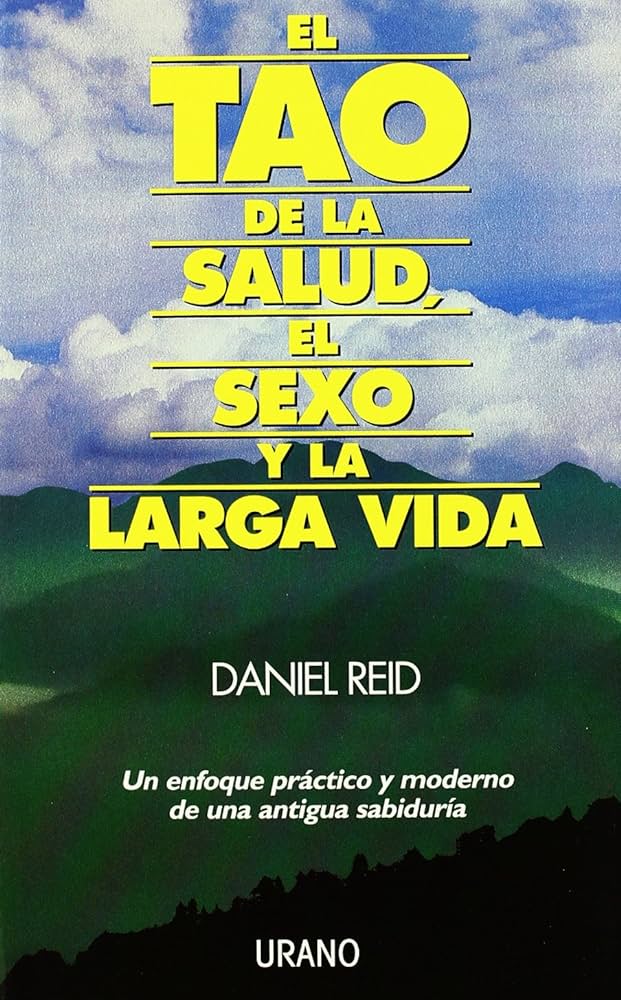 EL
TAO
DE LA
SALUD,
EL
SEXO
Y LA
LARGA VIDA
DANIEL REID
Un enfoque práctico y moderno
de una antigua sabiduría
URANO